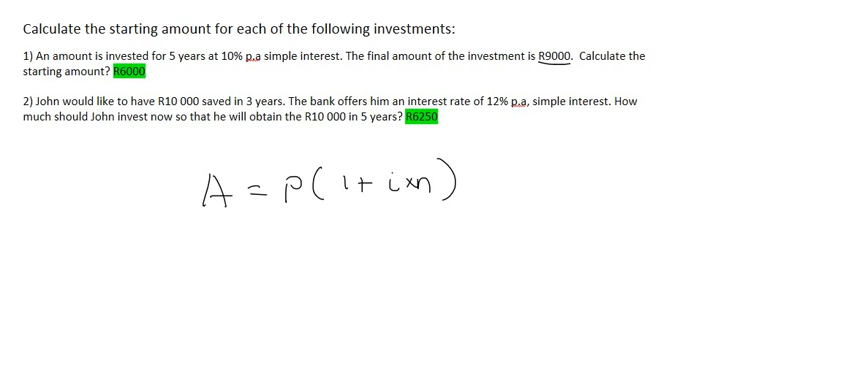 Calculate the starting amount for each of the following investments:
1) An amount is invested for 5 years at 10% p.a simple interest. The final amount of the investment is R9000. Calculate the
starting amount? R6000
2) John would like to have R10 000 saved in 3 years. The bank offers him an interest rate of 12% p.a, simple interest. How
much should John invest now so that he will obtain the R10 000 in 5 years? R6250
A = P( 1 + i×n )